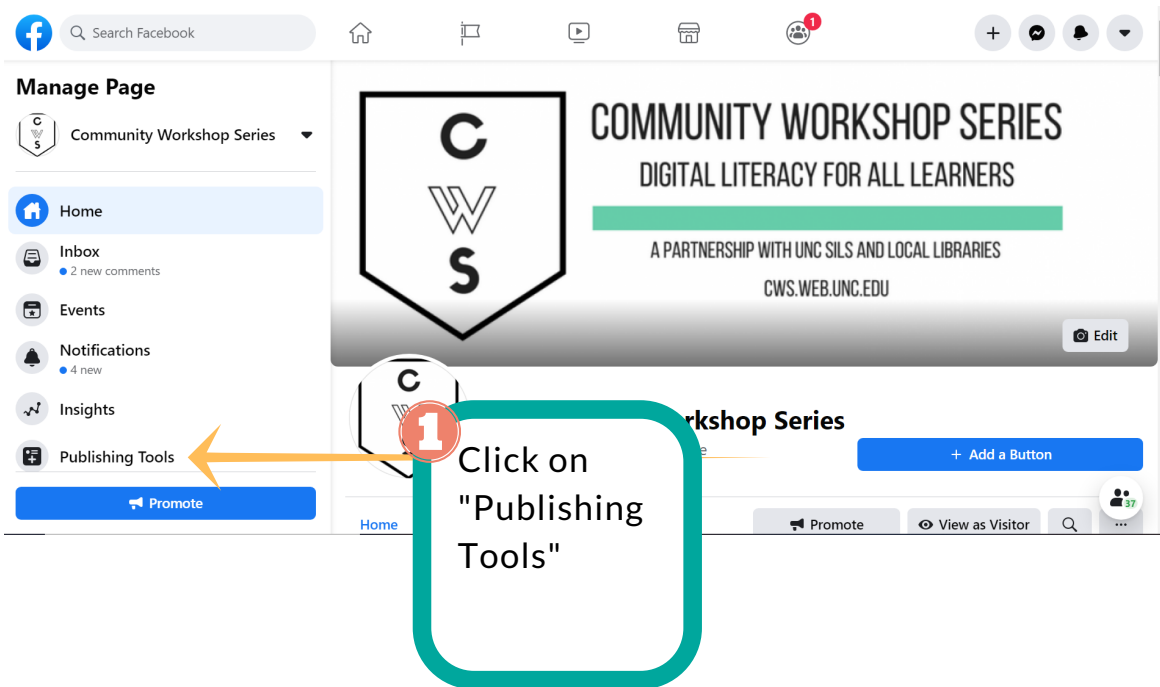 Search Facebook
1
Manage Page
Community Workshop Series
Home
Inbox
2 new comments
Events
Notifications
4 new
Insights
Publishing Tools
Promote
C
W
S
COMMUNITY WORKSHOP SERIES
DIGITAL LITERACY FOR ALL LEARNERS
A PARTNERSHIP WITH UNC SILS AND LOCAL LIBRARIES
CWS.WEB.UNC.EDU
Edit
C
W
rkshop Series
+ Add a Button
Home
Promote
View as Visitor
37
1
Click on
"Publishing
Tools"